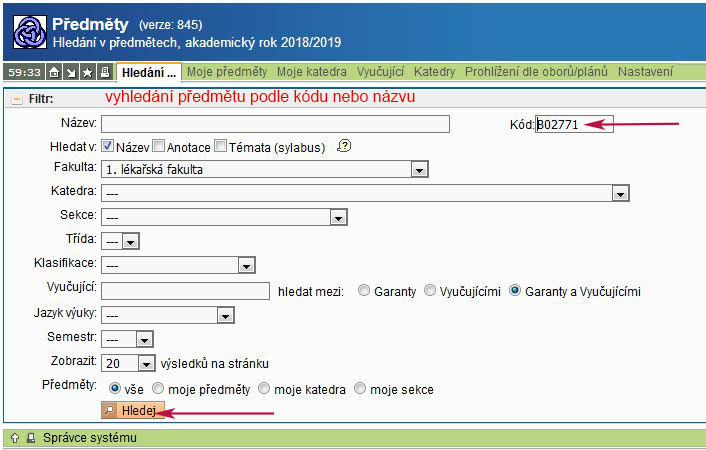 Předměty (verze: 845)
Hledání v předmětech, akademický rok 2018/2019
59:33 Hledání ... Moje předměty Moje katedra Vyučující Katedry Prohlížení dle oborů/plánů Nastavení
Filtr: vyhledání předmětu podle kódu nebo názvu
Název: Kód: B02771
Hledat v: Název Anotace Témata (sylabus)
Fakulta: 1. lékařská fakulta
Katedra: ---
Sekce: ---
Třída: ---
Klasifikace: ---
Vyučující: hledat mezi: Garanty Vyučujícími Garanty a Vyučujícími
Jazyk výuky: ---
Semestr: ---
Zobrazit: 20 výsledků na stránku
Předměty: vše moje předměty moje katedra moje sekce
Hledej
Správce systému